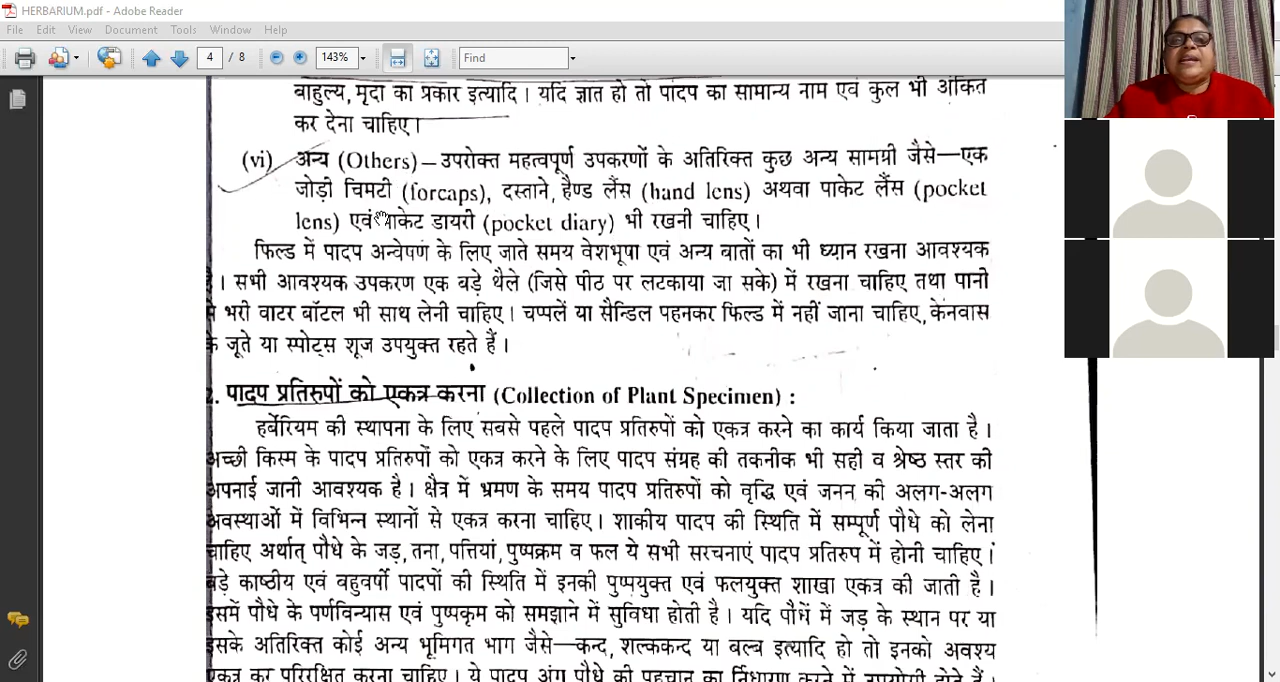 HERBARIUM.pdf - Adobe Reader
File Edit View Document Tools Window Help
4 / 8 143% Find
बाहुल्य, मृदा का प्रकार इत्यादि । यदि ज्ञात हो तो पादप का सामान्य नाम एवं कुल भी अंकित
कर देना चाहिए।
(vi) अन्य (Others) – उपरोक्त महत्वपूर्ण उपकरणों के अतिरिक्त कुछ अन्य सामग्री जैसे—एक
जोड़ी चिमटी (forcaps), दस्ताने, हैण्ड लैंस (hand lens) अथवा पाकेट लैंस (pocket
lens) एवं पाकेट डायरी (pocket diary) भी रखनी चाहिए ।
फिल्ड में पादप अन्वेषण के लिए जाते समय वेशभूषा एवं अन्य बातों का भी ध्यान रखना आवश्यक
है । सभी आवश्यक उपकरण एक बड़े थैले (जिसे पीठ पर लटकाया जा सके) में रखना चाहिए तथा पानी
से भरी वाटर बॉटल भी साथ लेनी चाहिए । चप्पलें या सैन्डिल पहनकर फिल्ड में नहीं जाना चाहिए, केनवास
के जूते या स्पोट्स शूज उपयुक्त रहते हैं ।
2. पादप प्रतिरुपों को एकत्र करना (Collection of Plant Specimen) :
हर्बेरियम की स्थापना के लिए सबसे पहले पादप प्रतिरुपों को एकत्र करने का कार्य किया जाता है ।
अच्छी किस्म के पादप प्रतिरुपों को एकत्र करने के लिए पादप संग्रह की तकनीक भी सही व श्रेष्ठ स्तर की
अपनाई जानी आवश्यक है । क्षैत्र में भ्रमण के समय पादप प्रतिरुपों को वृद्धि एवं जनन की अलग-अलग
अवस्थाओं में विभिन्न स्थानों से एकत्र करना चाहिए । शाकीय पादप की स्थिति में सम्पूर्ण पौधे को लेना
चाहिए अर्थात् पौधे के जड़, तना, पत्तियां, पुष्पक्रम व फल ये सभी सरचनाएं पादप प्रतिरुप में होनी चाहिए ।
बड़े काष्ठीय एवं वहुवर्षी पादपों की स्थिति में इनकी पुष्पयुक्त एवं फलयुक्त शाखा एकत्र की जाती है ।
इसमें पौधे के पर्णविन्यास एवं पुष्पकृम को समझाने में सुविधा होती है । यदि पौधें में जड़ के स्थान पर या
इसके अतिरिक्त कोई अन्य भूमिगत भाग जैसे—कन्द, शल्ककन्द या बल्ब इत्यादि हो तो इनको अवश्य
एकत्र कर परिरक्षित करना चाहिए । ये पादप अंग पौधे की पहचान का र्निधारण करने में उपयोगी होते हैं ।